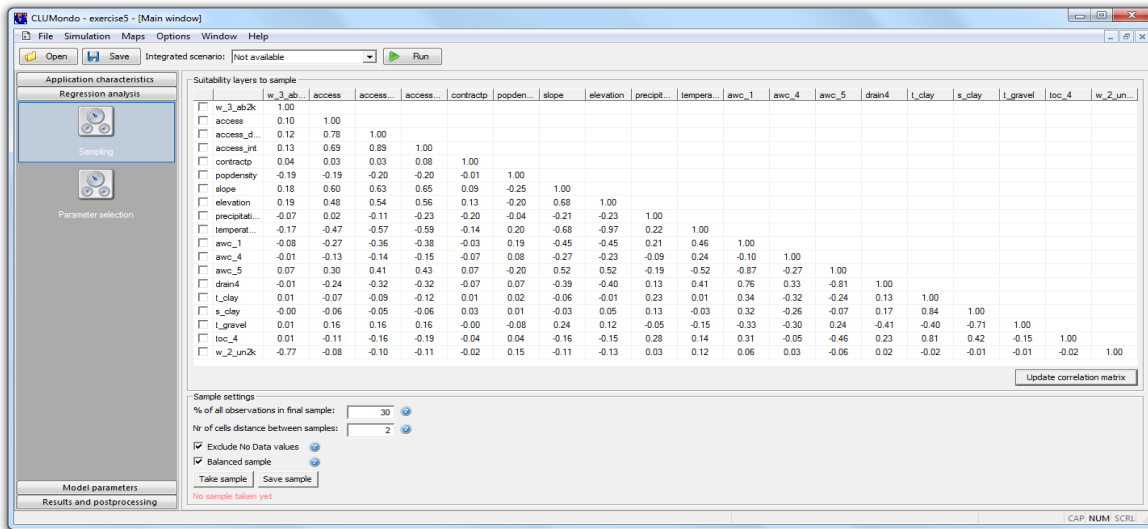 CLUMondo - exercise5 - [Main window]
File Simulation Maps Options Window Help
Open Save Integrated scenario: Not available Run
Application characteristics
Regression analysis
Sampling
Parameter selection
Model parameters
Results and postprocessing
Suitability layers to sample
w_3_ab... access access... access... contractp popden... slope elevation precipit... tempera... awc_1 awc_4 awc_5 drain4 t_clay s_clay t_gravel toc_4 w_2_un...
w_3_ab2k 1.00
access 0.10 1.00
access_d... 0.12 0.78 1.00
access_int 0.13 0.69 0.89 1.00
contractp 0.04 0.03 0.03 0.08 1.00
popdensity -0.19 -0.19 -0.20 -0.20 -0.01 1.00
slope 0.18 0.60 0.63 0.65 0.09 -0.25 1.00
elevation 0.19 0.48 0.54 0.56 0.13 -0.20 0.68 1.00
precipitati... -0.07 0.02 -0.11 -0.23 -0.20 -0.04 -0.21 -0.23 1.00
temperat... -0.17 -0.47 -0.57 -0.59 -0.14 0.20 -0.68 -0.97 0.22 1.00
awc_1 -0.08 -0.27 -0.36 -0.38 -0.03 0.19 -0.45 -0.45 0.21 0.46 1.00
awc_4 -0.01 -0.13 -0.14 -0.15 -0.07 0.08 -0.27 -0.23 -0.09 0.24 -0.10 1.00
awc_5 0.07 0.30 0.41 0.43 0.07 -0.20 0.52 0.52 -0.19 -0.52 -0.87 -0.27 1.00
drain4 -0.01 -0.24 -0.32 -0.32 -0.07 0.07 -0.39 -0.40 0.13 0.41 0.76 0.33 -0.81 1.00
t_clay 0.01 -0.07 -0.09 -0.12 0.01 0.02 -0.06 -0.01 0.23 0.01 0.34 -0.32 -0.24 0.13 1.00
s_clay -0.00 -0.06 -0.05 -0.06 0.03 0.01 -0.03 0.05 0.13 -0.03 0.32 -0.26 -0.07 0.17 0.84 1.00
t_gravel 0.01 0.16 0.16 0.16 -0.00 -0.08 0.24 0.12 -0.05 -0.15 -0.33 -0.30 0.24 -0.41 -0.40 -0.71 1.00
toc_4 0.01 -0.11 -0.16 -0.19 -0.04 0.04 -0.16 -0.15 0.28 0.14 0.31 -0.05 -0.46 0.23 0.81 0.42 -0.15 1.00
w_2_un2k -0.77 -0.08 -0.10 -0.11 -0.02 0.15 -0.11 -0.13 0.03 0.12 0.06 0.03 -0.06 0.02 -0.02 -0.01 -0.01 -0.02 1.00
Update correlation matrix
Sample settings
% of all observations in final sample: 30
Nr of cells distance between samples: 2
Exclude No Data values
Balanced sample
Take sample Save sample
No sample taken yet
CAP NUM SCRL